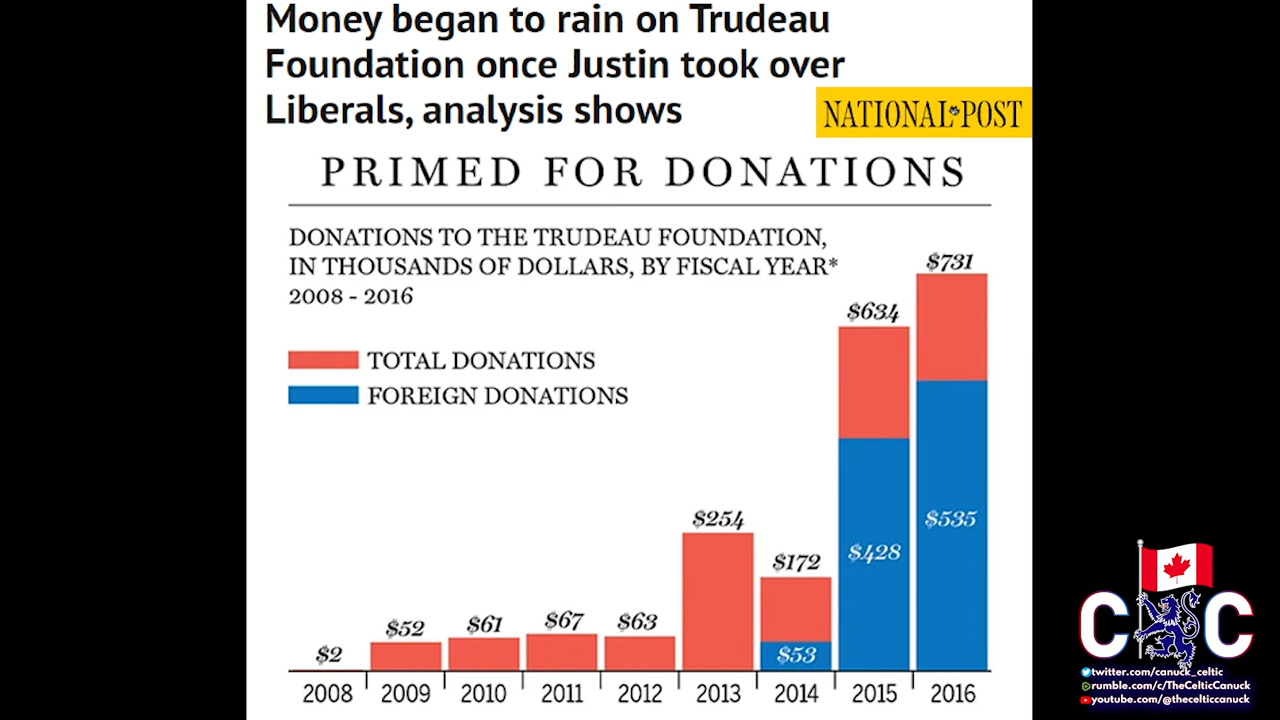 Money began to rain on Trudeau
Foundation once Justin took over
Liberals, analysis shows
NATIONAL POST
PRIMED FOR DONATIONS
DONATIONS TO THE TRUDEAU FOUNDATION,
IN THOUSANDS OF DOLLARS, BY FISCAL YEAR*
2008 - 2016
TOTAL DONATIONS
FOREIGN DONATIONS
$2
$52
$61
$67
$63
$254
$172
$53
$634
$428
$731
$535
2008 2009 2010 2011 2012 2013 2014 2015 2016
C C
twitter.com/canuck_celtic
rumble.com/c/TheCelticCanuck
youtube.com/@thecelticcanuck